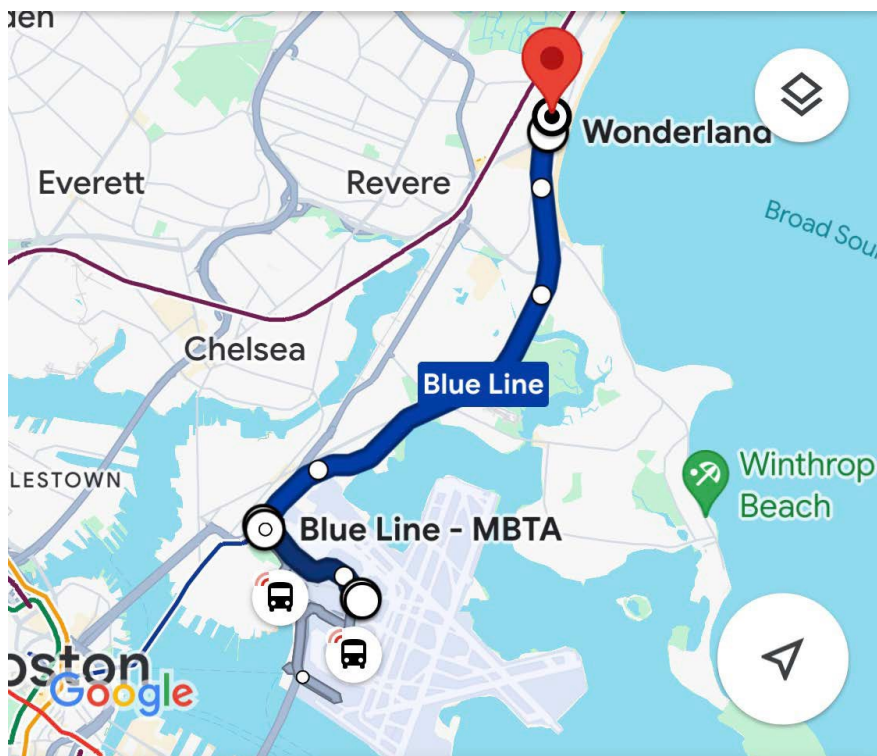 den
Wonderland
Everett
Revere
Broad Sou
Chelsea
Blue Line
LESTOWN
Winthrop
Beach
Blue Line - MBTA
oston
Google